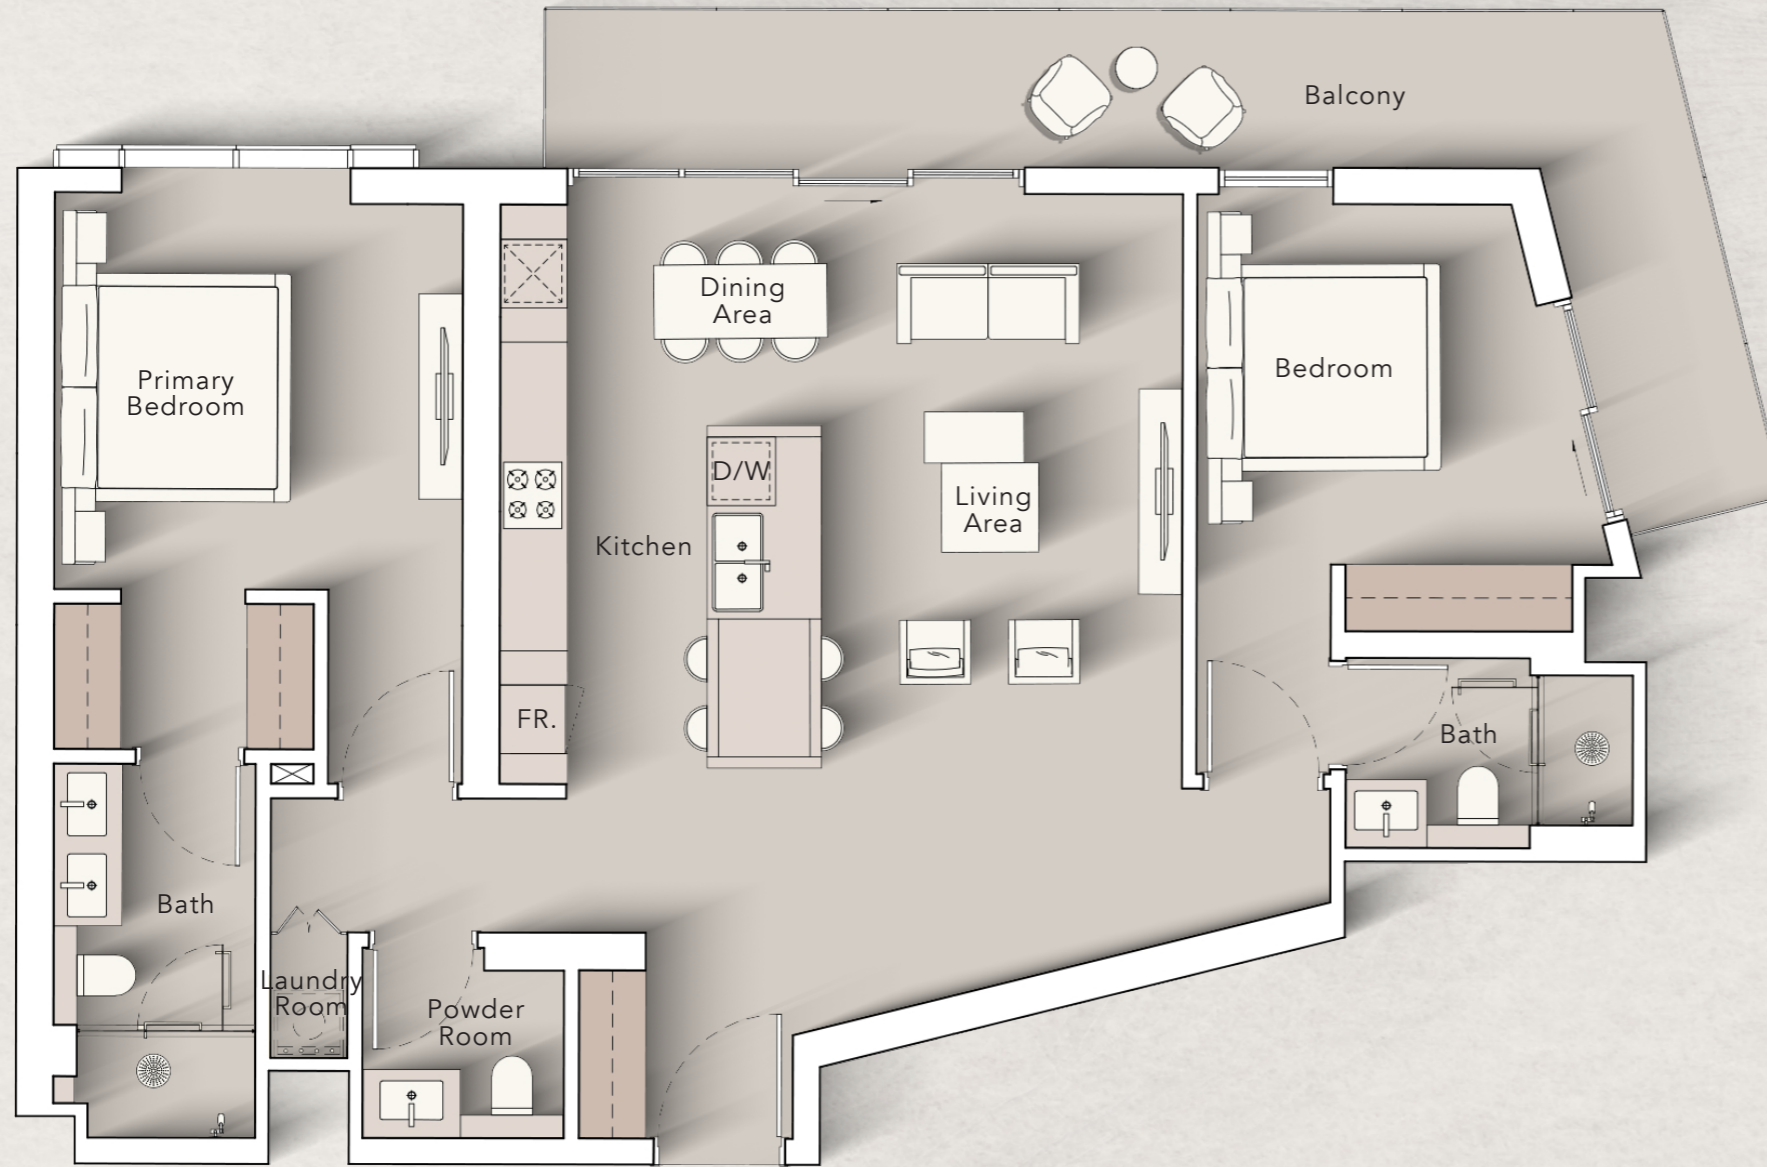 Balcony
Dining
Area
Primary
Bedroom
Bedroom
D/W
Living
Area
Kitchen
FR.
Bath
Bath
Laundry
Room
Powder
Room